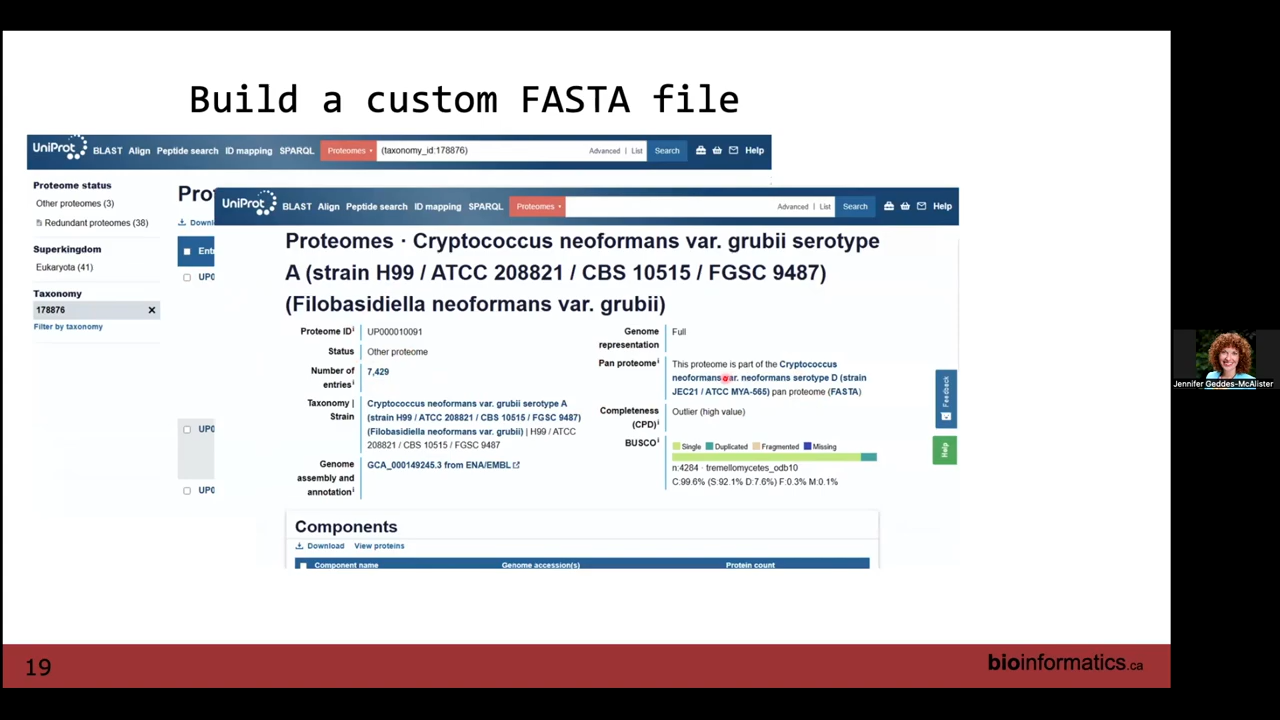 Build a custom FASTA file
UniProt BLAST Align Peptide search ID mapping SPARQL Proteomes (taxonomy_id:178876) Advanced | List Search Help
Proteome status
Other proteomes (3)
Redundant proteomes (38)
Superkingdom
Eukaryota (41)
Taxonomy
178876
Filter by taxonomy
UniProt BLAST Align Peptide search ID mapping SPARQL Proteomes Advanced | List Search Help
Proteomes · Cryptococcus neoformans var. grubii serotype
A (strain H99 / ATCC 208821 / CBS 10515 / FGSC 9487)
(Filobasidiella neoformans var. grubii)
Proteome ID i UP000010091
Status Other proteome
Number of
entries i
7,429
Taxonomy |
Strain
Cryptococcus neoformans var. grubii serotype A
(strain H99 / ATCC 208821 / CBS 10515 / FGSC 9487)
(Filobasidiella neoformans var. grubii) | H99 / ATCC
208821 / CBS 10515 / FGSC 9487
Genome
assembly and
annotation i
GCA_000149245.3 from ENA/EMBL
Genome
representation
Full
Pan proteome i
This proteome is part of the Cryptococcus
neoformans var. neoformans serotype D (strain
JEC21 / ATCC MYA-565) pan proteome (FASTA)
Completeness
(CPD) i
Outlier (high value)
BUSCO i
Single Duplicated Fragmented Missing
n:4284 · tremellomycetes_odb10
C:99.6% (S:92.1% D:7.6%) F:0.3% M:0.1%
Components
Download View proteins
Component name Genome accession(s) Protein count
Feedback
Help
Jennifer Geddes-McAlister
19
bioinformatics.ca